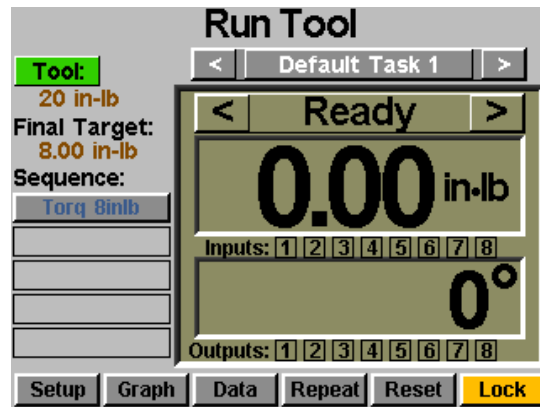 Run Tool
< Default Task 1 >
Tool:
20 in-lb
Final Target:
8.00 in-lb
Sequence:
Torq 8inlb
< Ready >
0.00 in•lb
Inputs: 1 2 3 4 5 6 7 8
0°
Outputs: 1 2 3 4 5 6 7 8
Setup Graph Data Repeat Reset Lock